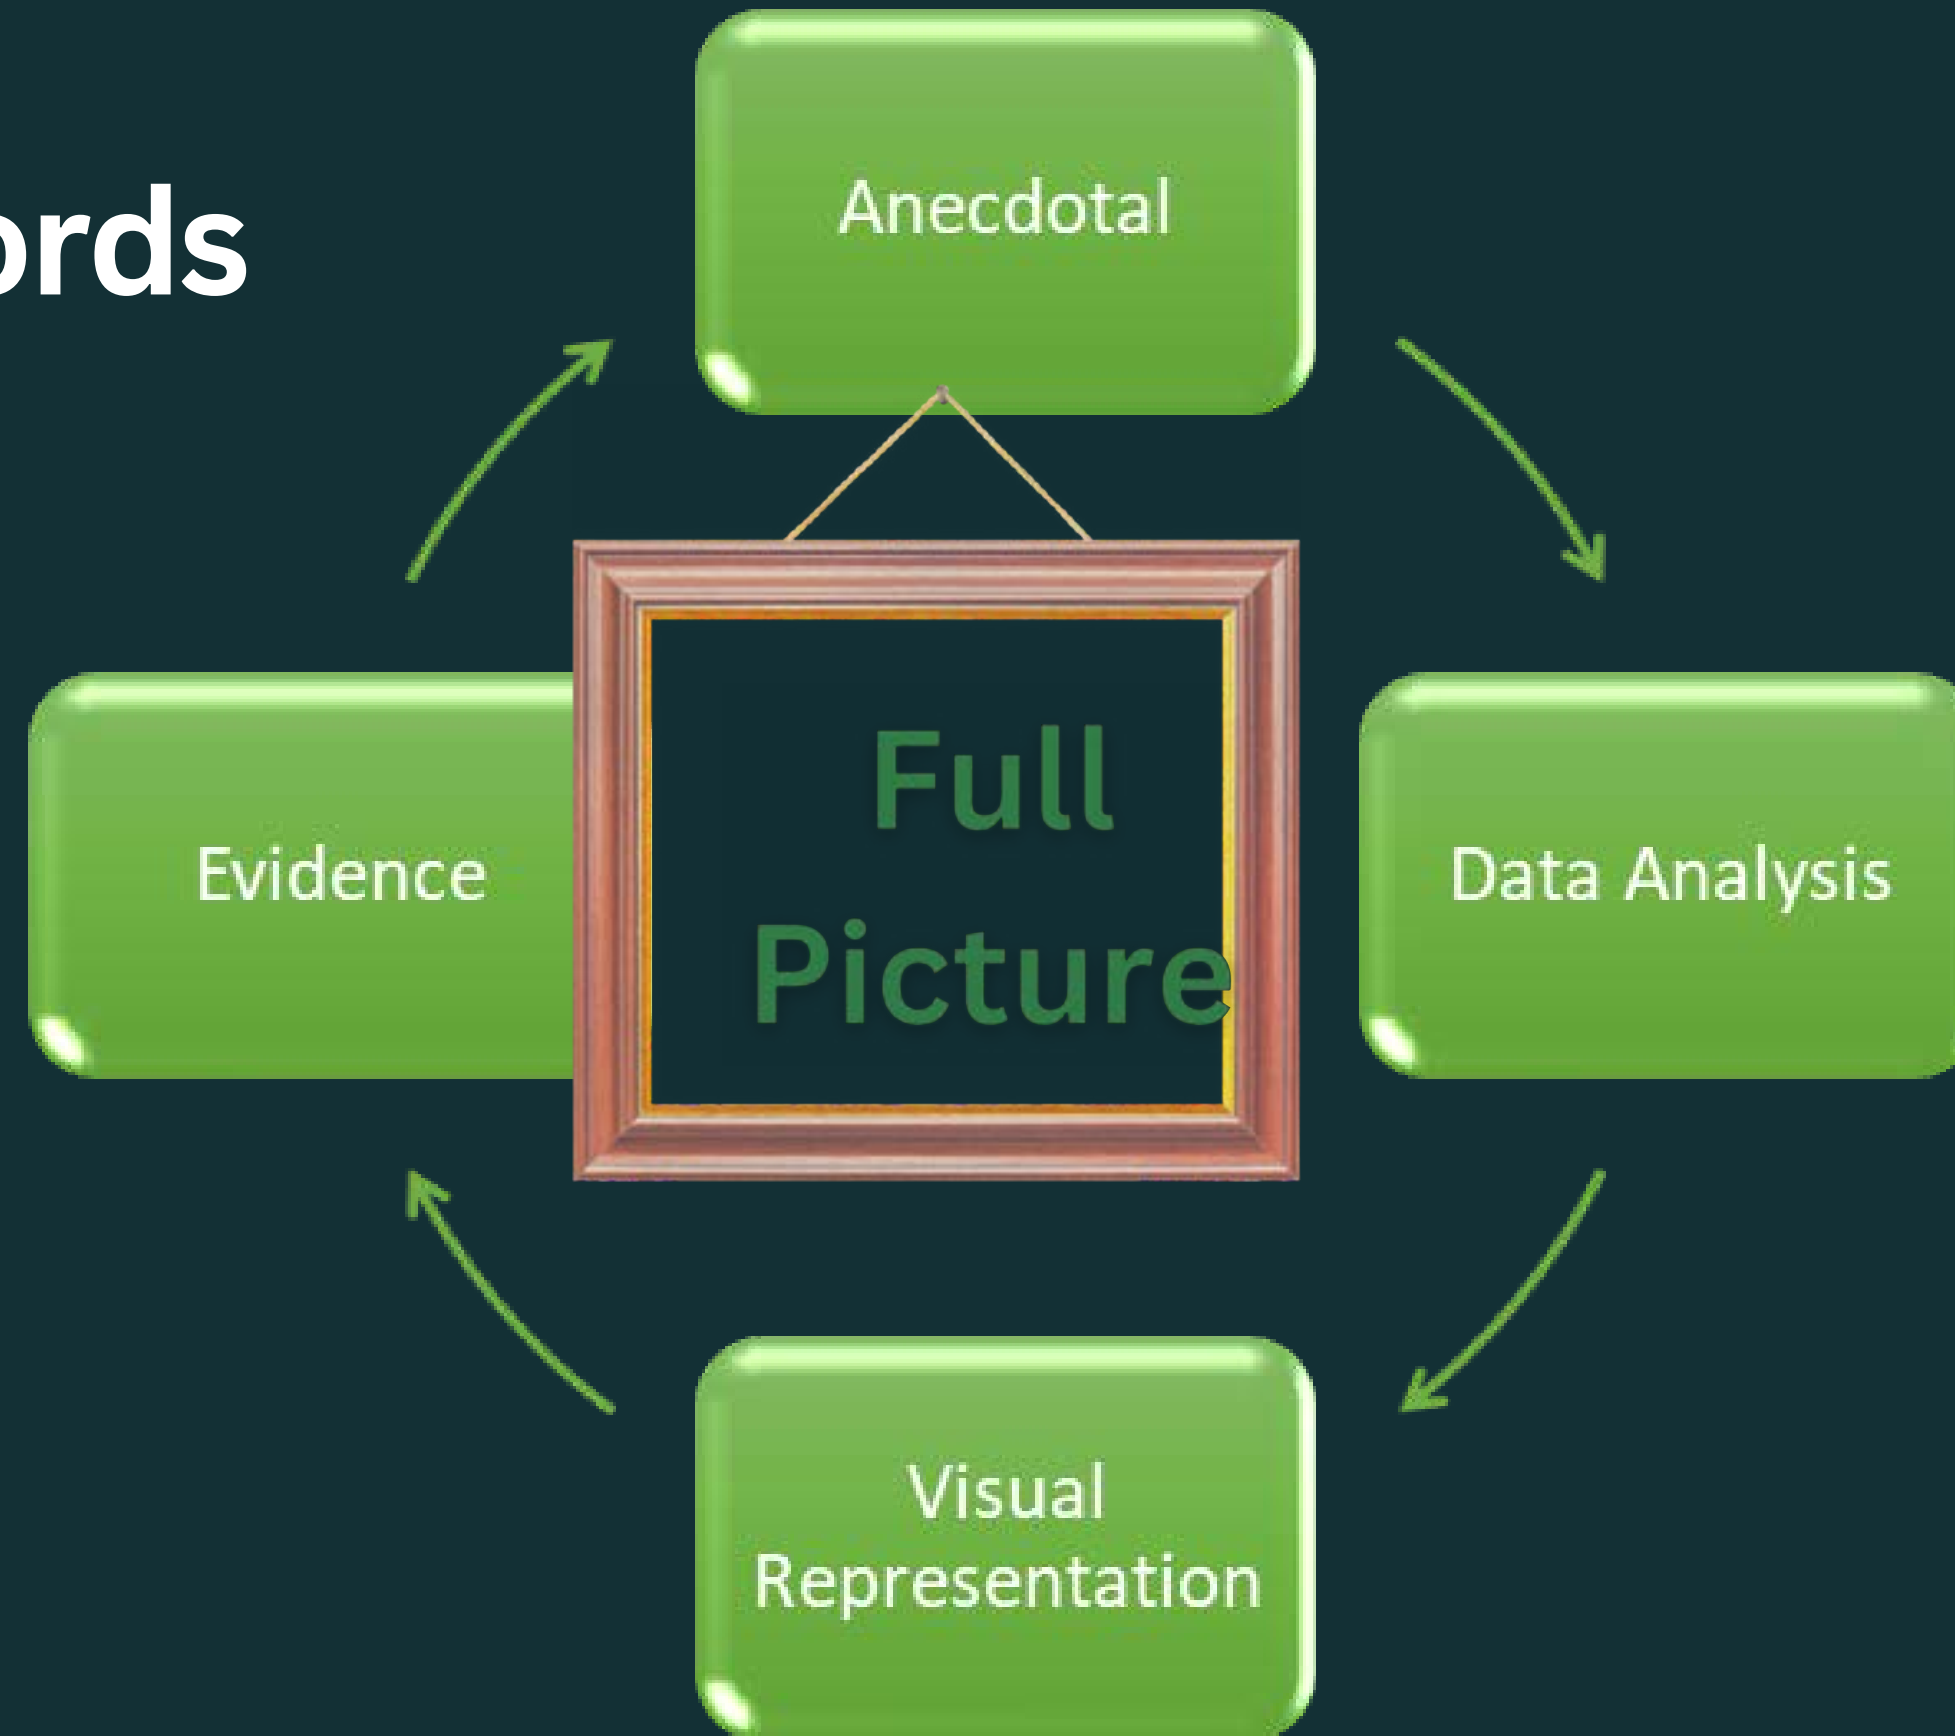 ords
Anecdotal
Full
Picture
Evidence
Data Analysis
Visual
Representation